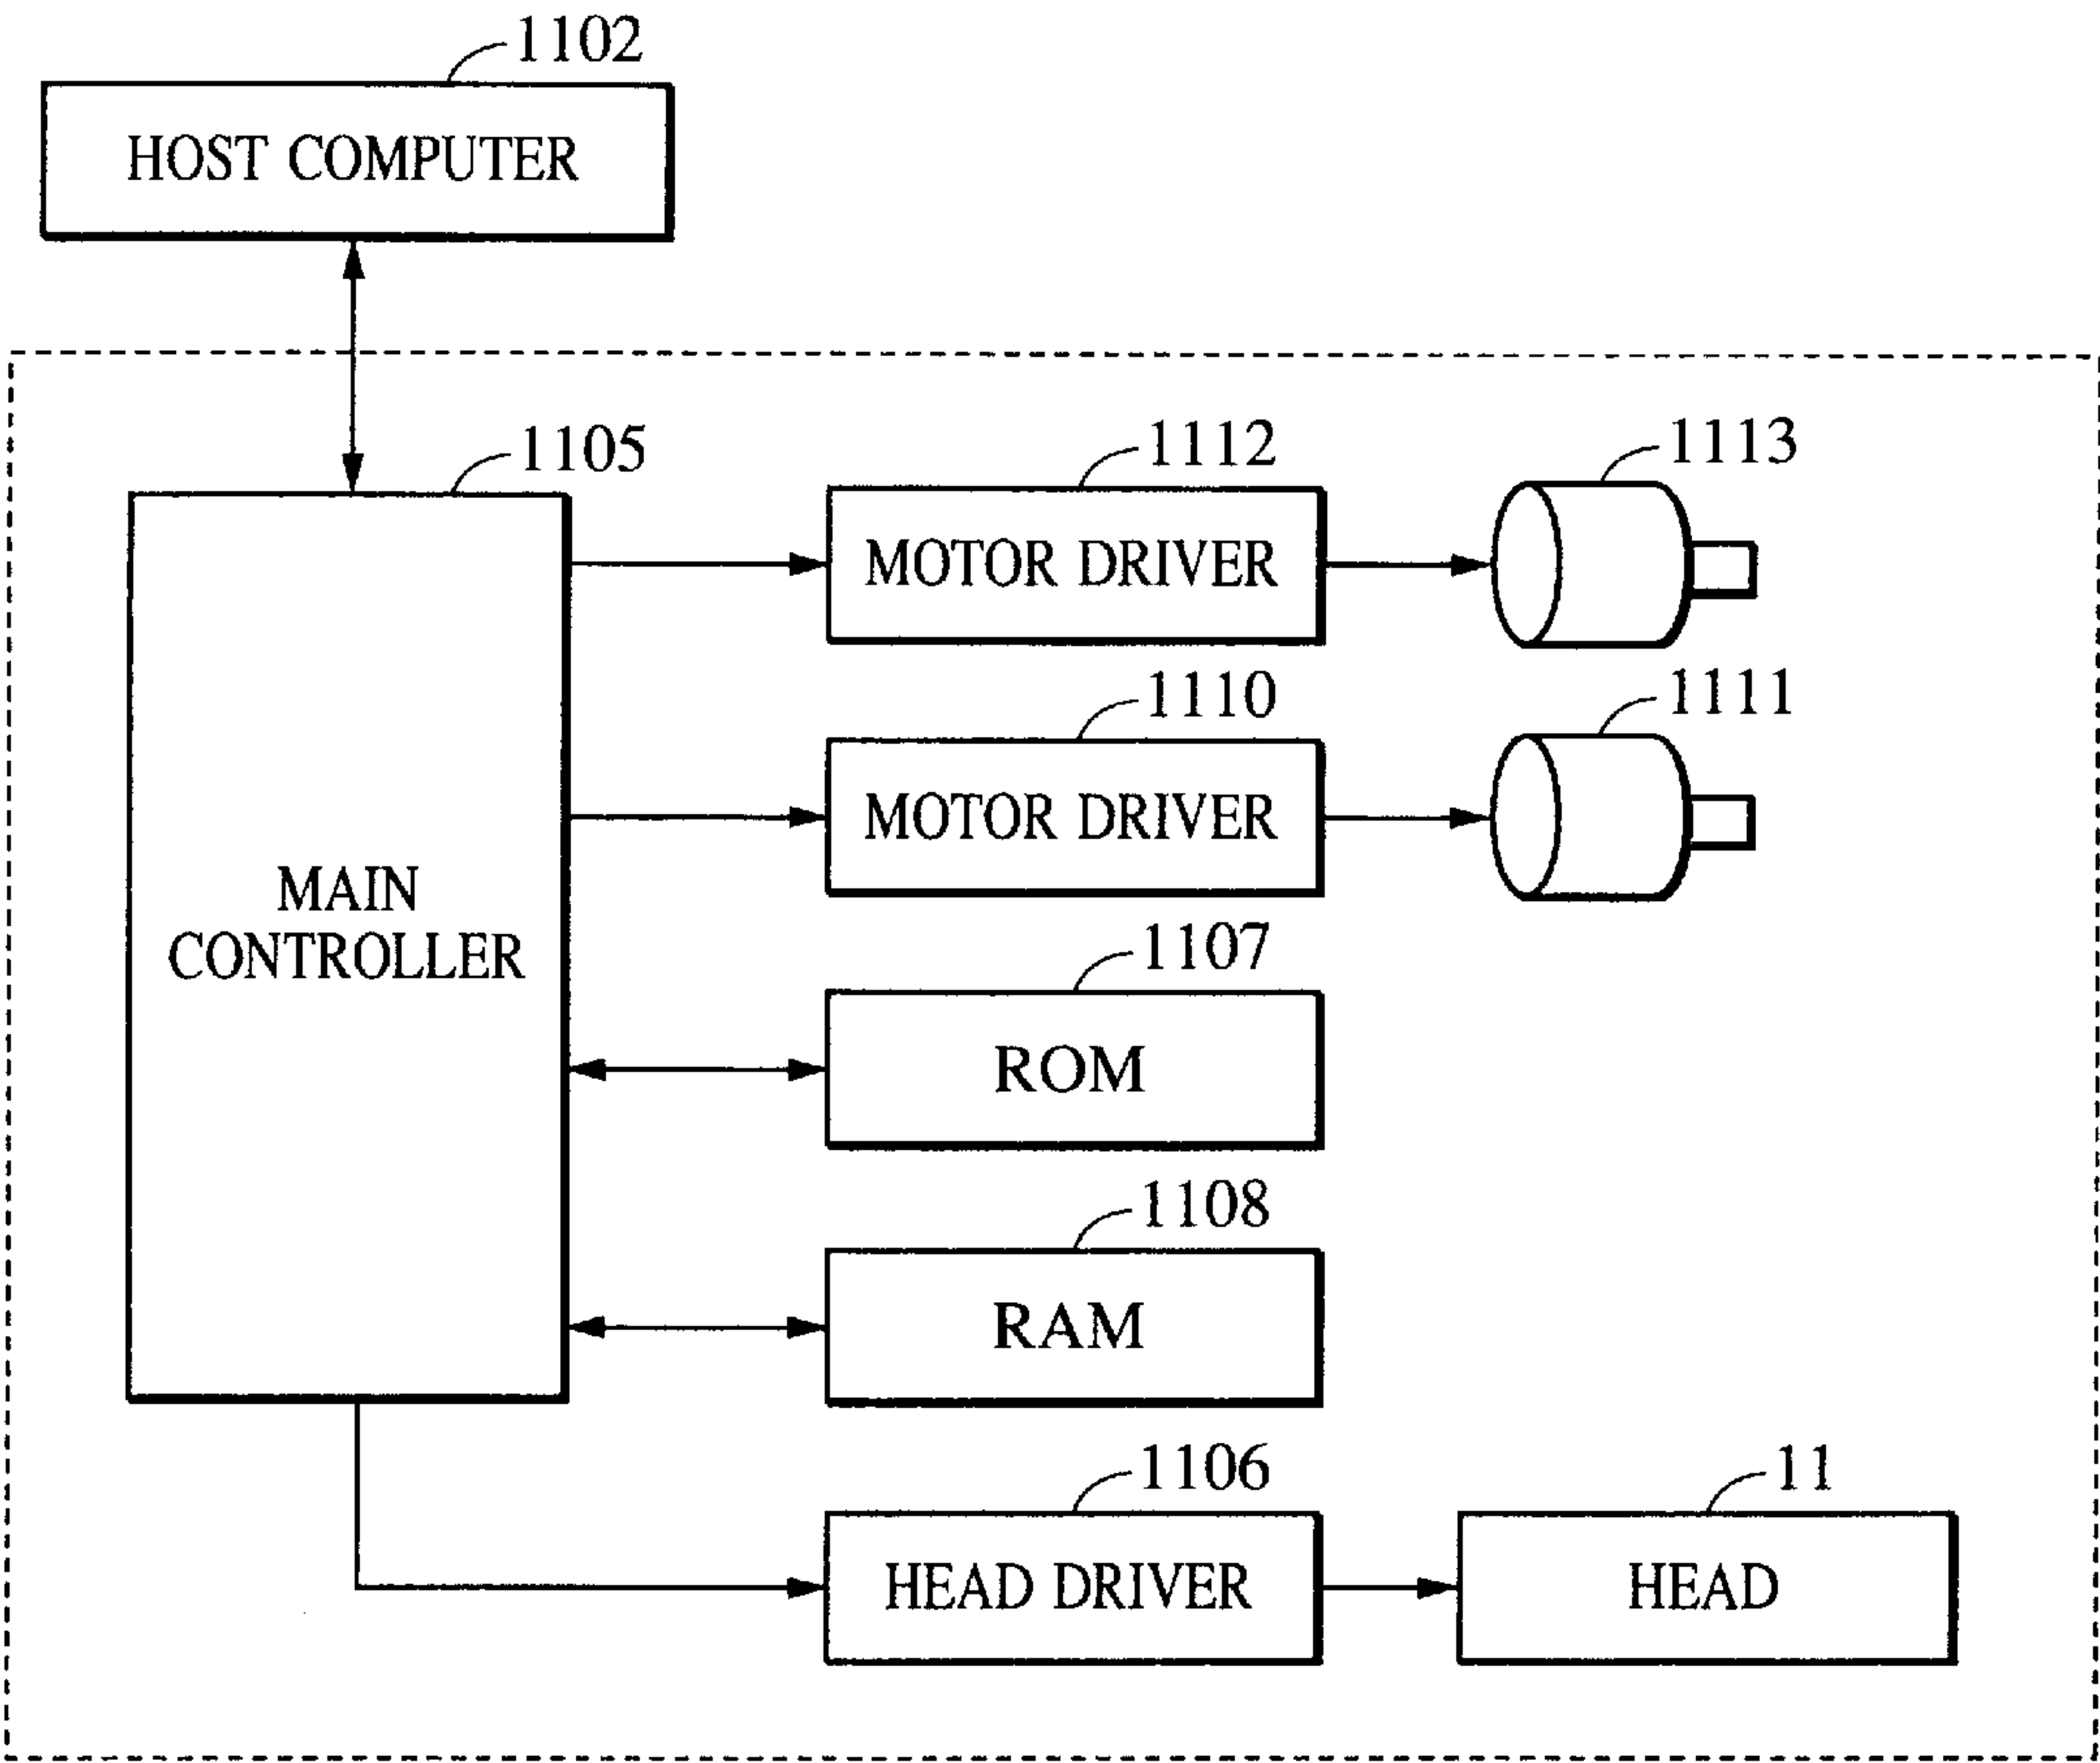 1102
HOST COMPUTER
1105
1112
1113
MOTOR DRIVER
1110
1111
MOTOR DRIVER
MAIN
CONTROLLER
1107
ROM
1108
RAM
1106
11
HEAD DRIVER
HEAD